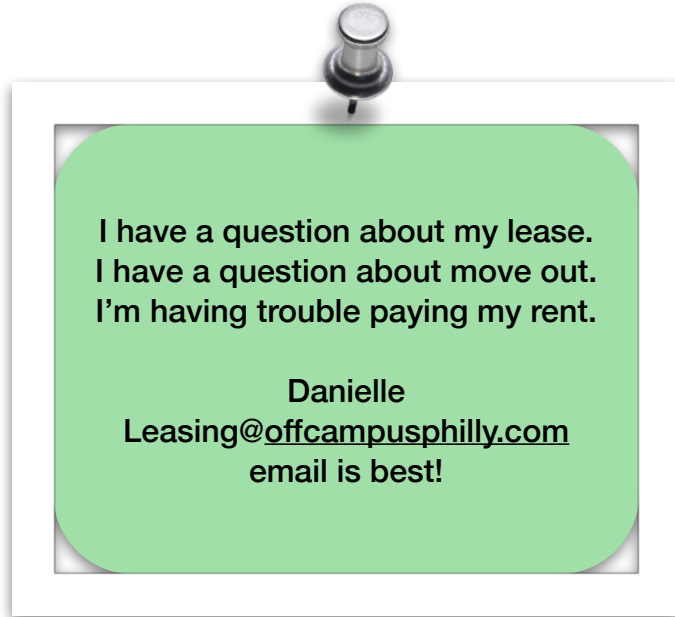 I have a question about my lease.
I have a question about move out.
I’m having trouble paying my rent.
Danielle
Leasing@offcampusphilly.com
email is best!